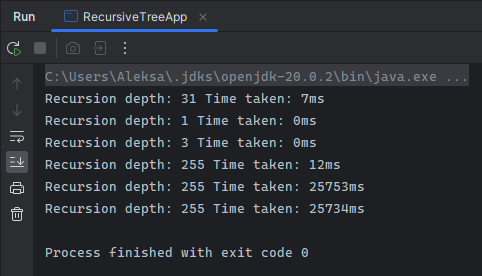 Run RecursiveTreeApp
C:\Users\Aleksa\.jdks\openjdk-20.0.2\bin\java.exe ...
Recursion depth: 31 Time taken: 7ms
Recursion depth: 1 Time taken: 0ms
Recursion depth: 3 Time taken: 0ms
Recursion depth: 255 Time taken: 12ms
Recursion depth: 255 Time taken: 25753ms
Recursion depth: 255 Time taken: 25734ms
Process finished with exit code 0